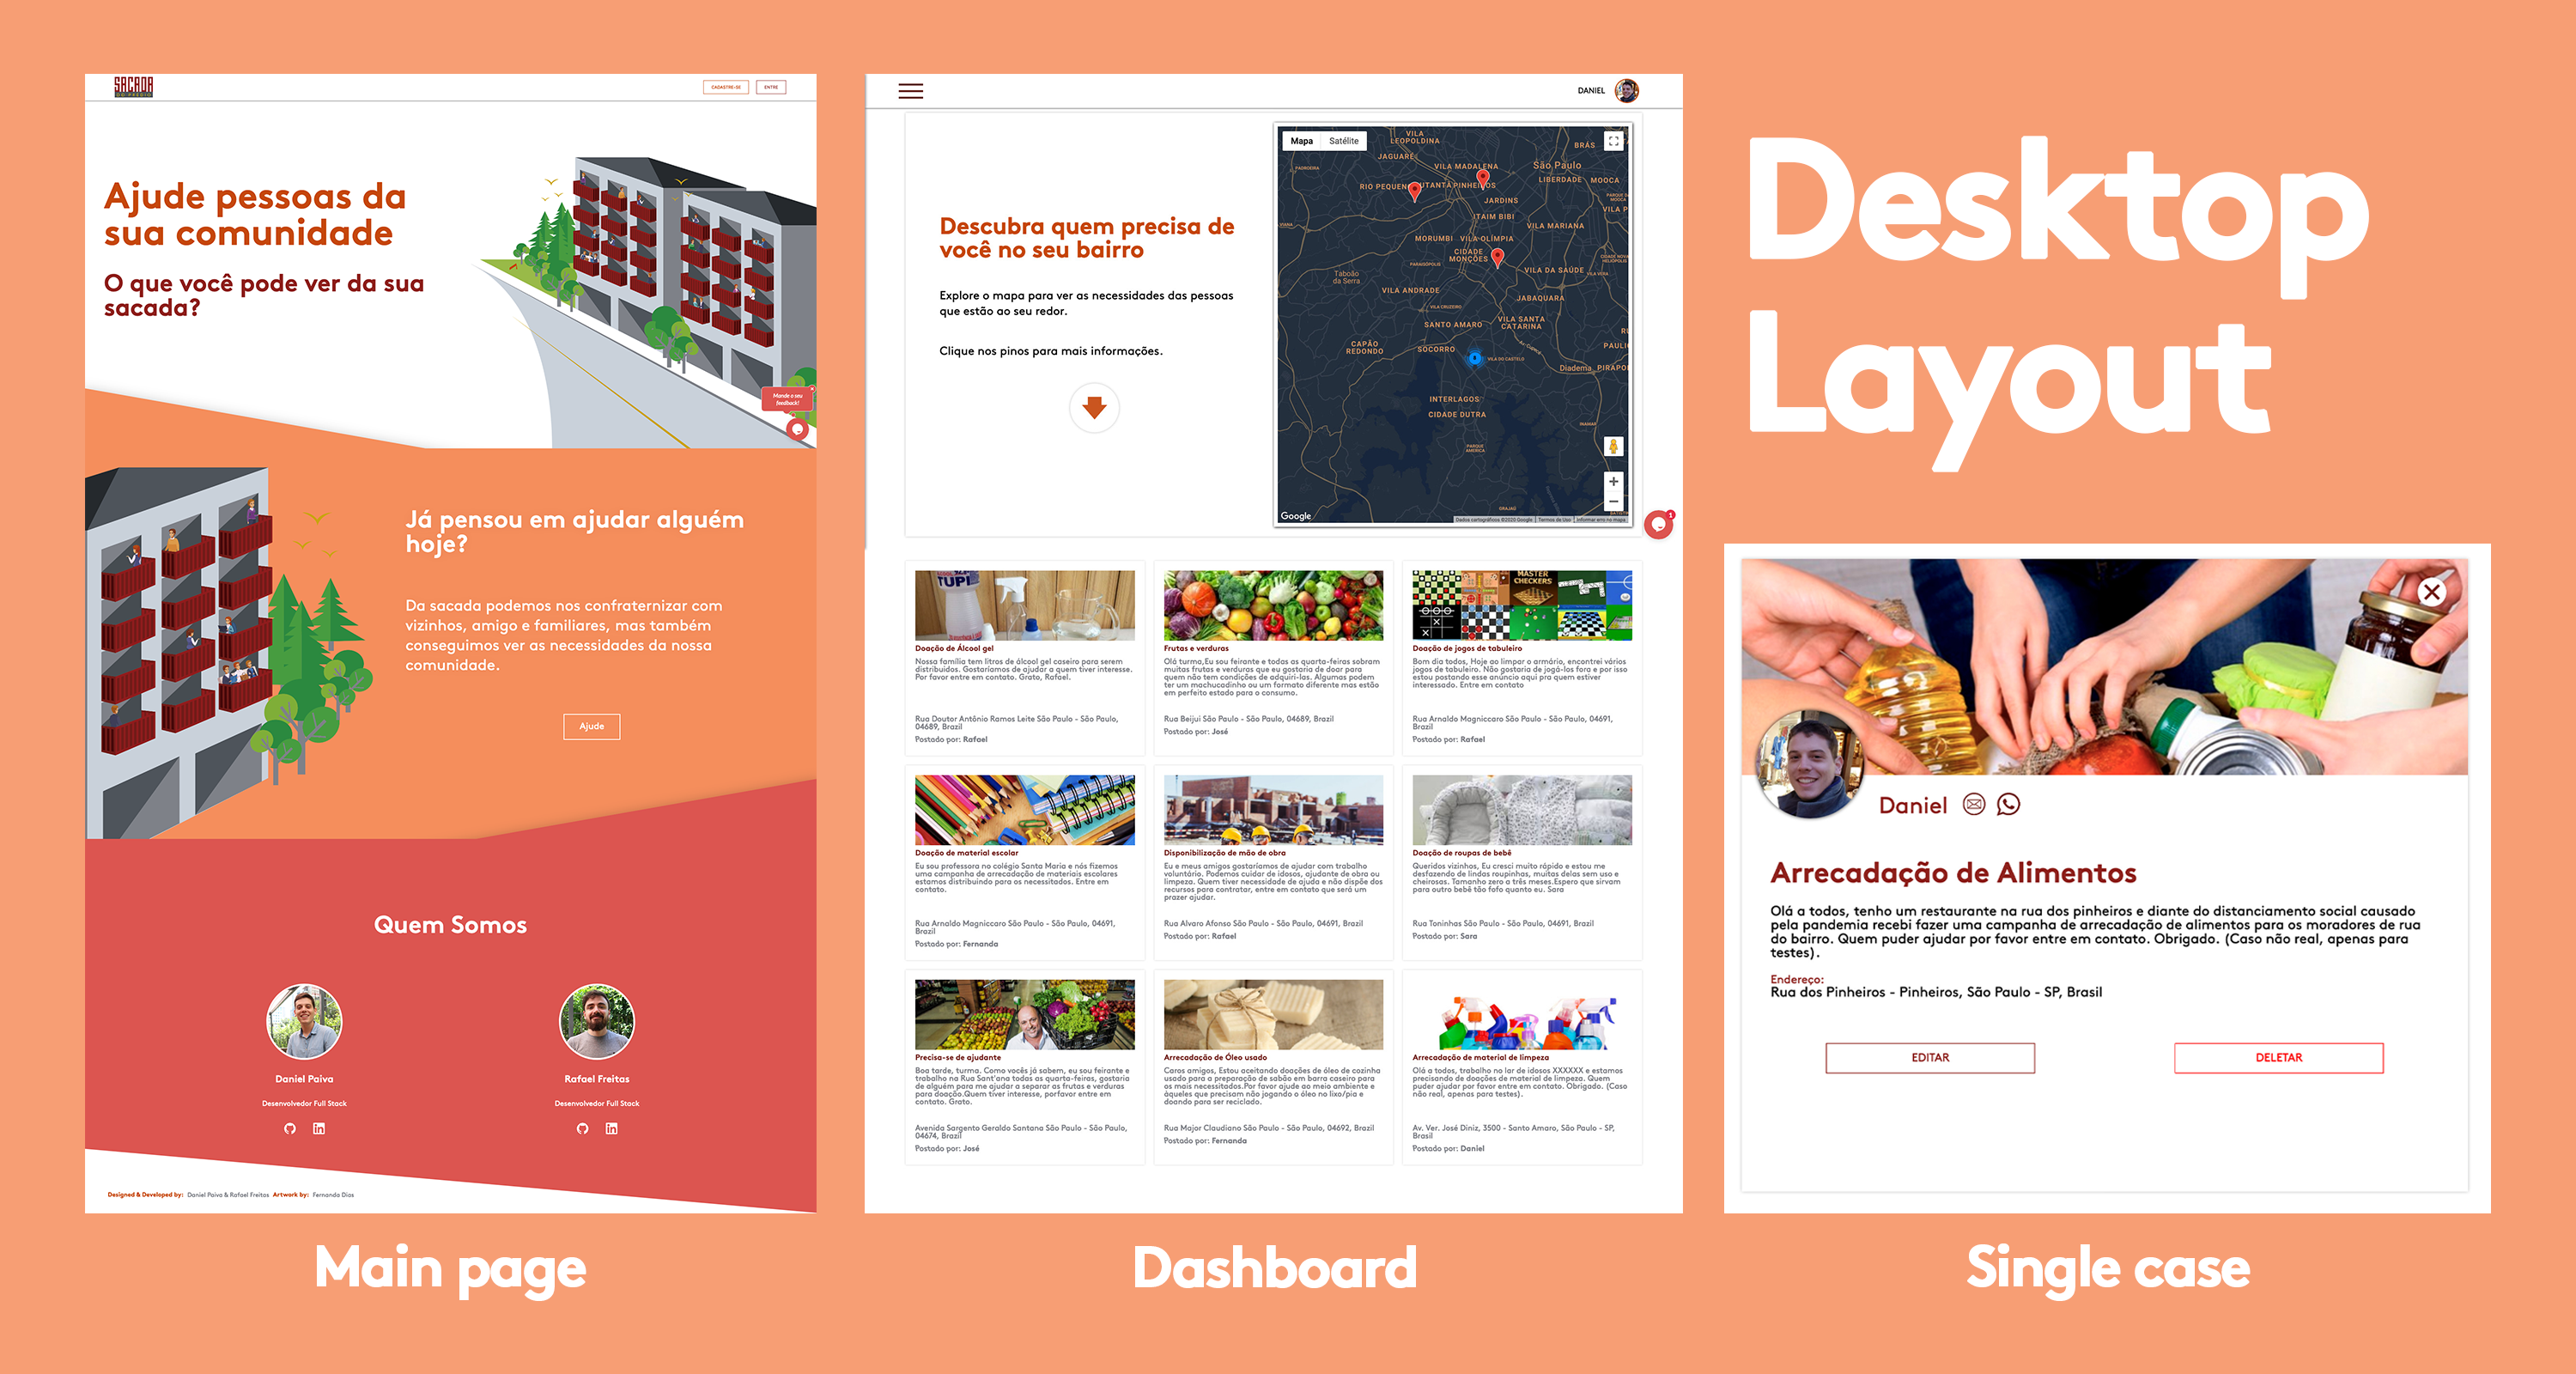 SACADA
CADASTRE-SE
ENTRE
Ajude pessoas da
sua comunidade
O que você pode ver da sua
sacada?
Mande o seu
feedback!
Já pensou em ajudar alguém
hoje?
Da sacada podemos nos confraternizar com
vizinhos, amigo e familiares, mas também
conseguimos ver as necessidades da nossa
comunidade.
Ajude
Quem Somos
Daniel Paiva
Desenvolvedor Full Stack
Rafael Freitas
Desenvolvedor Full Stack
Designed & Developed by: Daniel Paiva & Rafael Freitas Artwork by: Fernanda Dias
Main page
DANIEL
Descubra quem precisa de
você no seu bairro
Explore o mapa para ver as necessidades das pessoas
que estão ao seu redor.
Clique nos pinos para mais informações.
Mapa
Satélite
VILA
LEOPOLDINA
BRÁS
JAGUARÉ
VILA MADALENA
São Paulo
LIBERDADE
MOOCA
PINHEIROS
JARDINS
ITAIM BIBI
VILA MARIANA
MORUMBI
VILA OLÍMPIA
CIDADE
MONÇÕES
PARAISÓPOLIS
Taboão
da Serra
VILA DA SAÚDE
VILA ANDRADE
JABAQUARA
VILA CRUZEIRO
SANTO AMARO
VILA SANTA
CATARINA
CAPÃO
REDONDO
SOCORRO
VILA DO CASTELO
Diadema
INTERLAGOS
CIDADE DUTRA
PARQUE
AMERICA
GRAJAÚ
Google
Dados cartográficos ©2020 Google
Termos de Uso
Informar erro no mapa
1
TUPI
Doação de Álcool gel
Nossa família tem litros de álcool gel caseiro para serem
distribuidos. Gostaríamos de ajudar a quem tiver interesse.
Por favor entre em contato. Grato, Rafael.
Rua Doutor Antônio Ramos Leite São Paulo - São Paulo,
04689, Brazil
Postado por: Rafael
Frutas e verduras
Olá turma,Eu sou feirante e todas as quarta-feiras sobram
muitas frutas e verduras que eu gostaria de doar para
quem não tem condições de adquiri-las. Algumas podem
ter um machucadinho ou um formato diferente mas estão
em perfeito estado para o consumo.
Rua Beijui São Paulo - São Paulo, 04689, Brazil
Postado por: José
MASTER
CHECKERS
Doação de jogos de tabuleiro
Bom dia todos, Hoje ao limpar o armário, encontrei vários
jogos de tabuleiro. Não gostaria de jogá-los fora e por isso
estou postando esse anúncio aqui pra quem estiver
interessado. Entre em contato
Rua Arnaldo Magniccaro São Paulo - São Paulo, 04691,
Brazil
Postado por: Rafael
Doação de material escolar
Eu sou professora no colégio Santa Maria e nós fizemos
uma campanha de arrecadação de materiais escolares
estamos distribuindo para os necessitados. Entre em
contato.
Rua Arnaldo Magniccaro São Paulo - São Paulo, 04691,
Brazil
Postado por: Fernanda
Disponibilização de mão de obra
Eu e meus amigos gostaríamos de ajudar com trabalho
voluntário. Podemos cuidar de idosos, ajudante de obra ou
limpeza. Quem tiver necessidade de ajuda e não dispõe dos
recursos para contratar, entre em contato que será um
prazer ajudar.
Rua Alvaro Afonso São Paulo - São Paulo, 04691, Brazil
Postado por: Rafael
Doação de roupas de bebê
Queridos vizinhos, Eu cresci muito rápido e estou me
desfazendo de lindas roupinhas, muitas delas sem uso e
cheirosas. Tamanho zero a três meses.Espero que sirvam
para outro bebê tão fofo quanto eu. Sara
Rua Toninhas São Paulo - São Paulo, 04691, Brazil
Postado por: Sara
Precisa-se de ajudante
Boa tarde, turma. Como vocês já sabem, eu sou feirante e
trabalho na Rua Sant'ana todas as quarta-feiras, gostaria
de alguém para me ajudar a separar as frutas e verduras
para doação.Quem tiver interesse, porfavor entre em
contato. Grato.
Avenida Sargento Geraldo Santana São Paulo - São Paulo,
04674, Brazil
Postado por: José
Arrecadação de Óleo usado
Caros amigos, Estou aceitando doações de óleo de cozinha
usado para a preparação de sabão em barra caseiro para
os mais necessitados.Por favor ajude ao meio ambiente e
àqueles que precisam não jogando o óleo no lixo/pia e
doando para ser reciclado.
Rua Major Claudiano São Paulo - São Paulo, 04692, Brazil
Postado por: Fernanda
Arrecadação de material de limpeza
Olá a todos, trabalho no lar de idosos XXXXXX e estamos
precisando de doações de material de limpeza. Quem
puder ajudar por favor entre em contato. Obrigado. (Caso
não real, apenas para testes).
Av. Ver. José Diniz, 3500 - Santo Amaro, São Paulo - SP,
Brasil
Postado por: Daniel
Dashboard
Desktop
Layout
Daniel
Arrecadação de Alimentos
Olá a todos, tenho um restaurante na rua dos pinheiros e diante do distanciamento social causado
pela pandemia recebi fazer uma campanha de arrecadação de alimentos para os moradores de rua
do bairro. Quem puder ajudar por favor entre em contato. Obrigado. (Caso não real, apenas para
testes).
Endereço:
Rua dos Pinheiros - Pinheiros, São Paulo - SP, Brasil
EDITAR
DELETAR
Single case